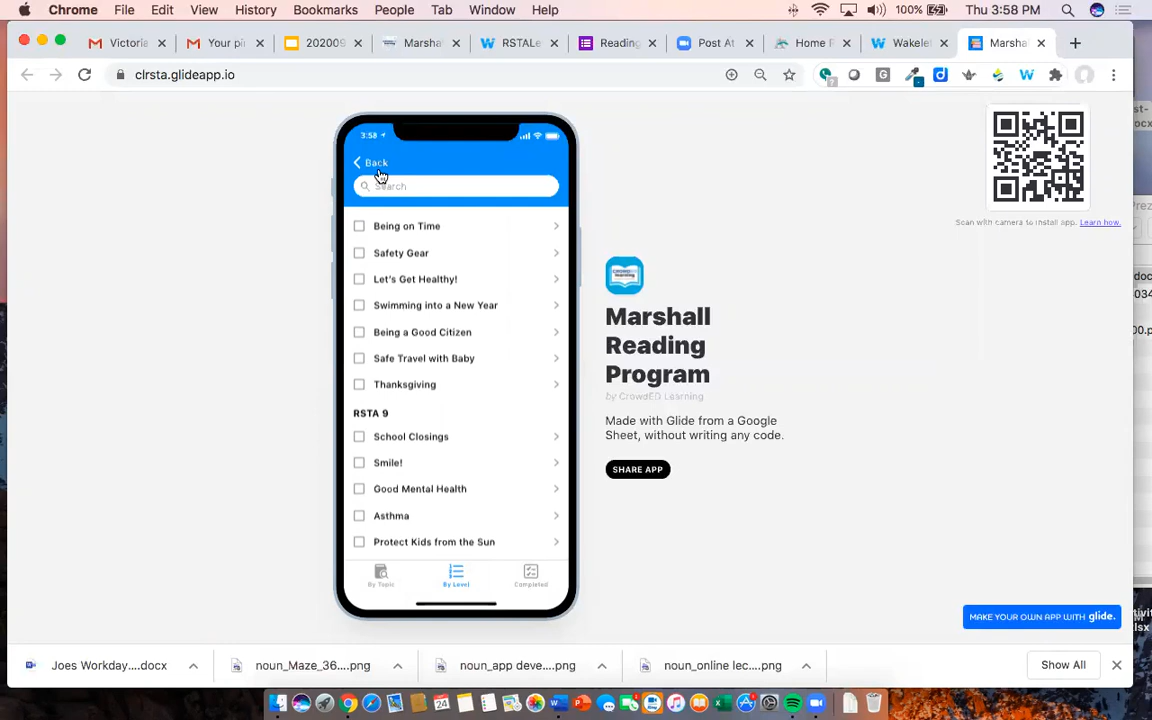 Chrome File Edit View History Bookmarks People Tab Window Help 100% Thu 3:58 PM
Victoria Your pi 202009 Marsha RSTALe Reading Post At Home R Wakele Marsha
clrsta.glideapp.io
3:58
Back
Search
Being on Time
Safety Gear
Let's Get Healthy!
Swimming into a New Year
Being a Good Citizen
Safe Travel with Baby
Thanksgiving
RSTA 9
School Closings
Smile!
Good Mental Health
Asthma
Protect Kids from the Sun
By Topic By Level Completed
CROWDED
learning
Marshall
Reading
Program
by CrowdED Learning
Made with Glide from a Google
Sheet, without writing any code.
SHARE APP
Scan with camera to install app. Learn how.
MAKE YOUR OWN APP WITH glide.
Joes Workday....docx noun_Maze_36....png noun_app deve....png noun_online lec....png Show All